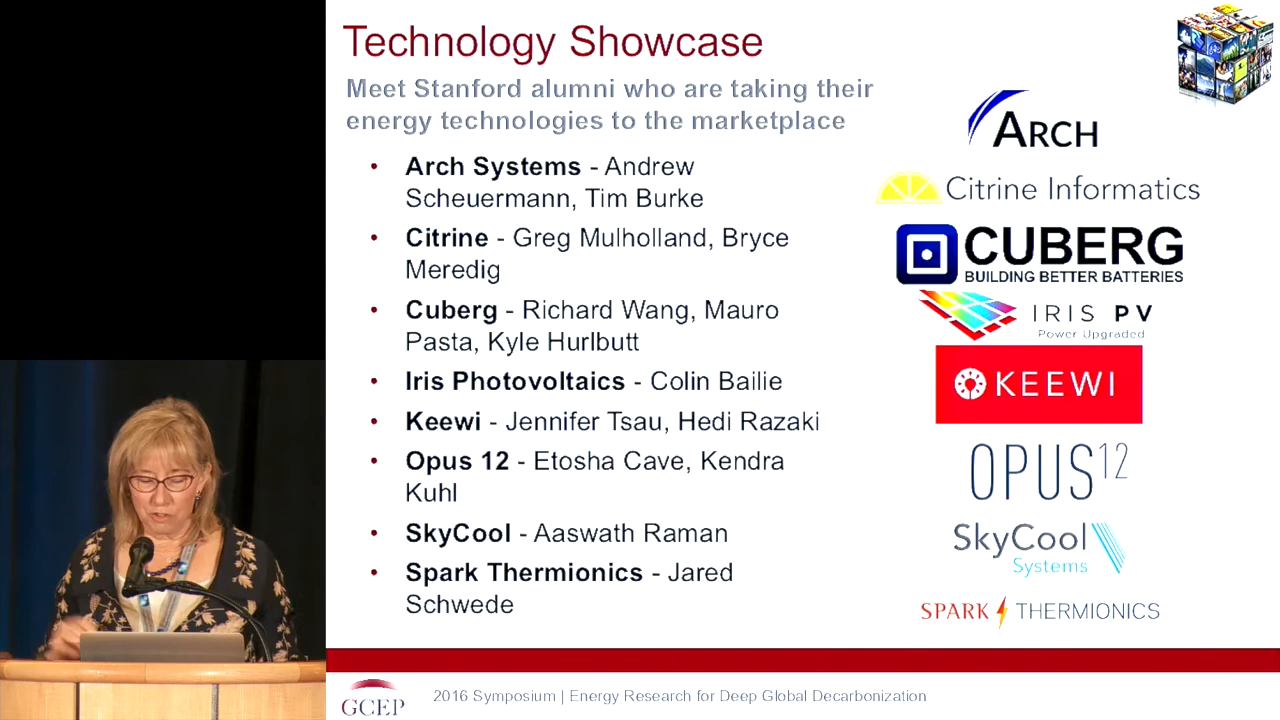 Technology Showcase
Meet Stanford alumni who are taking their
energy technologies to the marketplace
• Arch Systems - Andrew
Scheuermann, Tim Burke
• Citrine - Greg Mulholland, Bryce
Meredig
• Cuberg - Richard Wang, Mauro
Pasta, Kyle Hurlbutt
• Iris Photovoltaics - Colin Bailie
• Keewi - Jennifer Tsau, Hedi Razaki
• Opus 12 - Etosha Cave, Kendra
Kuhl
• SkyCool - Aaswath Raman
• Spark Thermionics - Jared
Schwede
ARCH
Citrine Informatics
CUBERG
BUILDING BETTER BATTERIES
IRIS PV
Power Upgraded
KEEWI
OPUS 12
SkyCool
Systems
SPARK THERMIONICS
GCEP
2016 Symposium | Energy Research for Deep Global Decarbonization